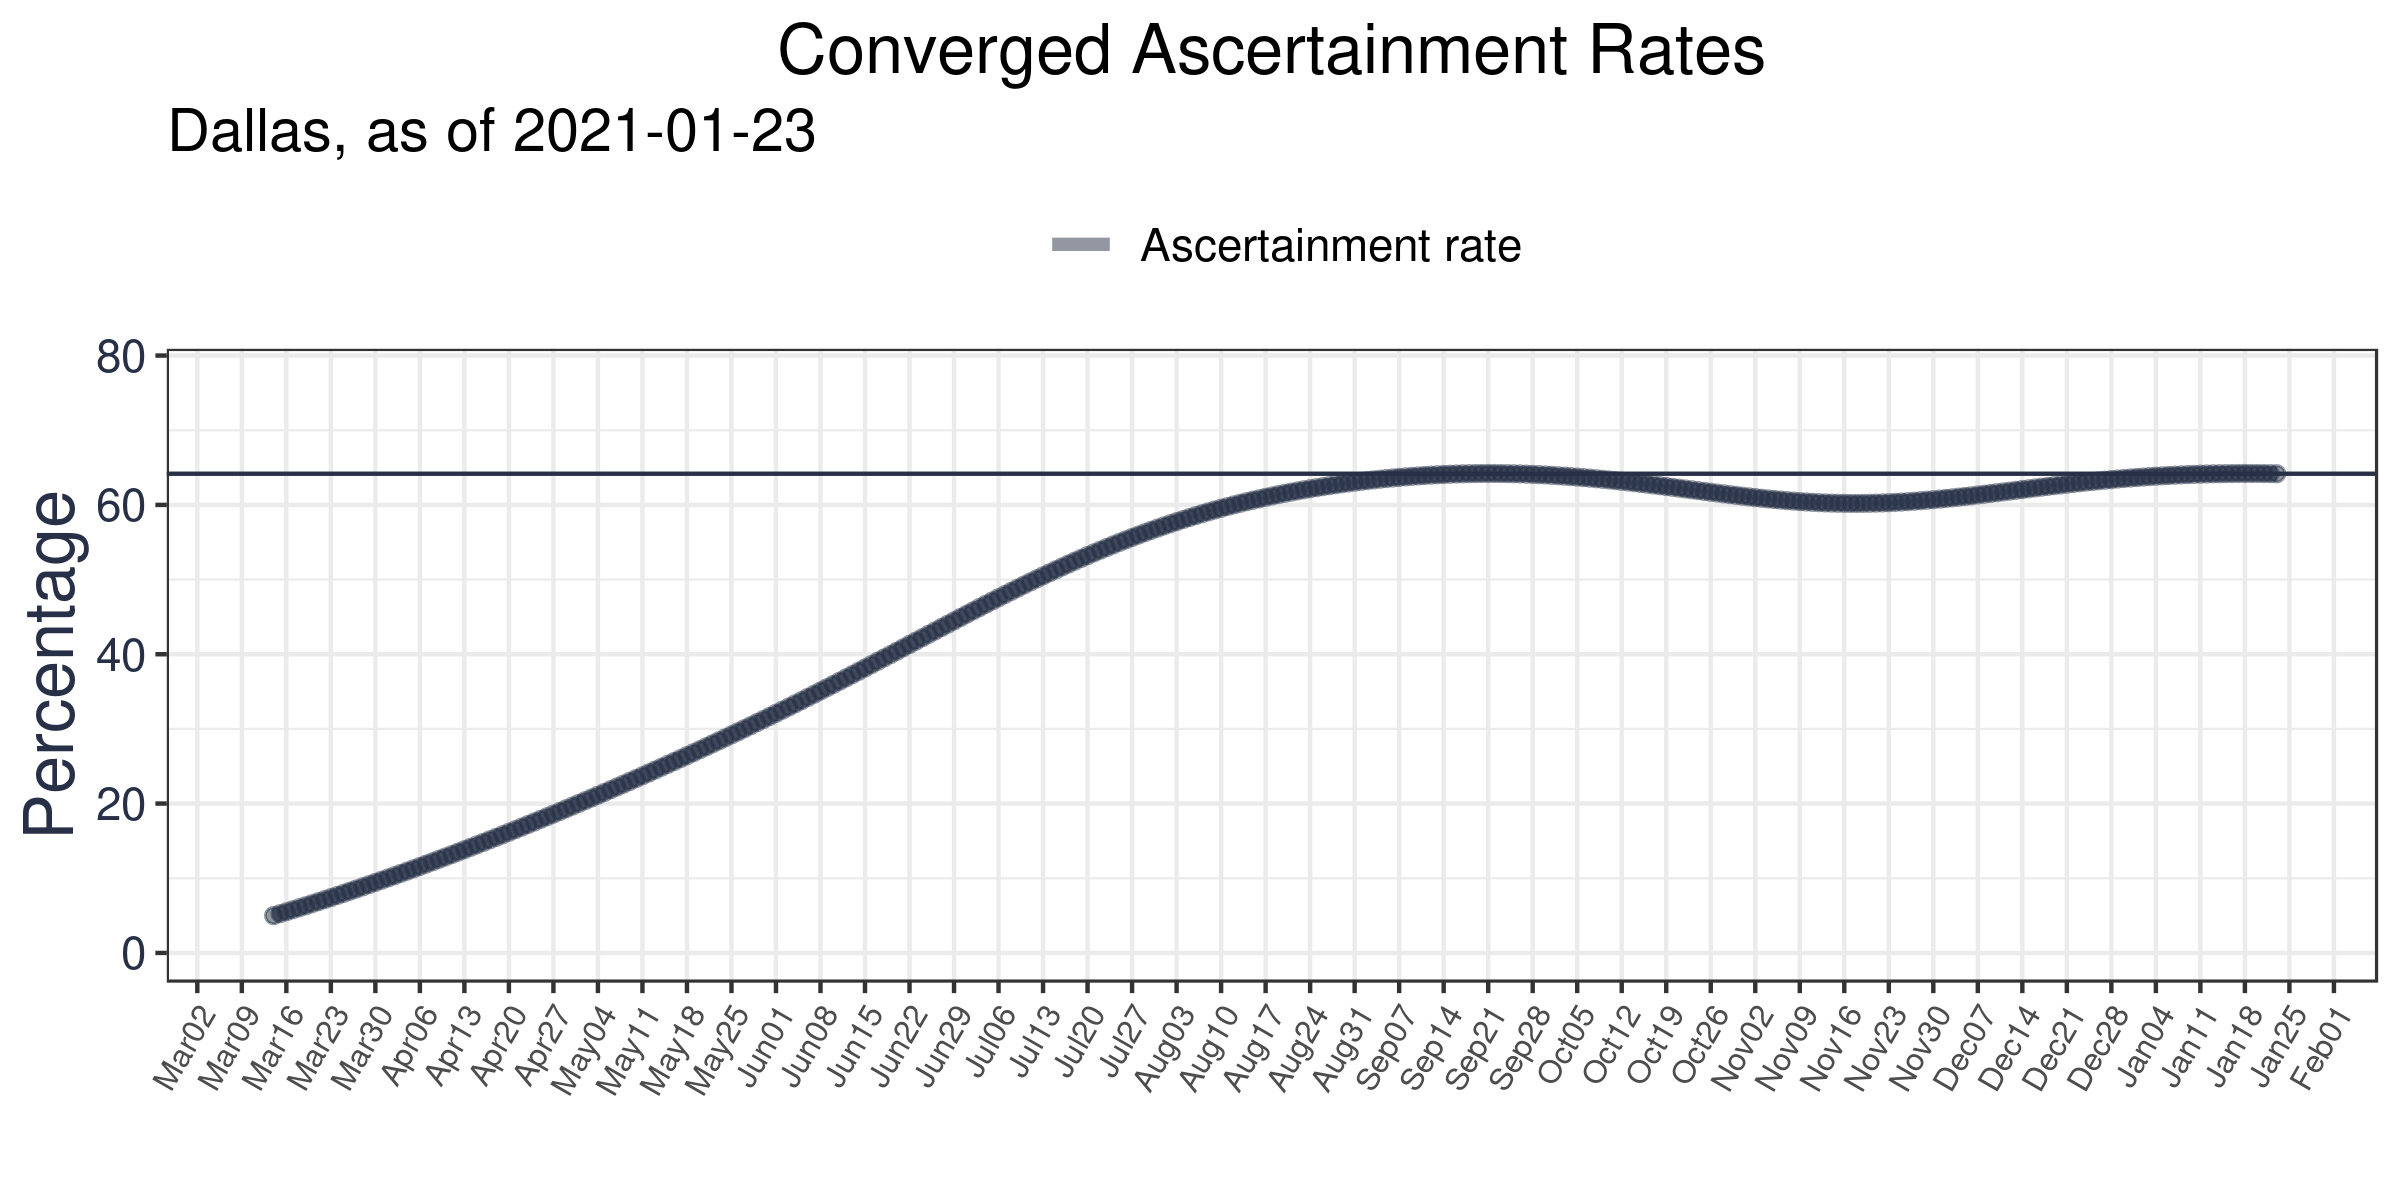 Converged Ascertainment Rates
Dallas, as of 2021-01-23
Ascertainment rate
Percentage
80
60
40
20
0
Mar02
Mar09
Mar16
Mar23
Mar30
Apr06
Apr13
Apr20
Apr27
May04
May11
May18
May25
Jun01
Jun08
Jun15
Jun22
Jun29
Jul06
Jul13
Jul20
Jul27
Aug03
Aug10
Aug17
Aug24
Aug31
Sep07
Sep14
Sep21
Sep28
Oct05
Oct12
Oct19
Oct26
Nov02
Nov09
Nov16
Nov23
Nov30
Dec07
Dec14
Dec21
Dec28
Jan04
Jan11
Jan18
Jan25
Feb01